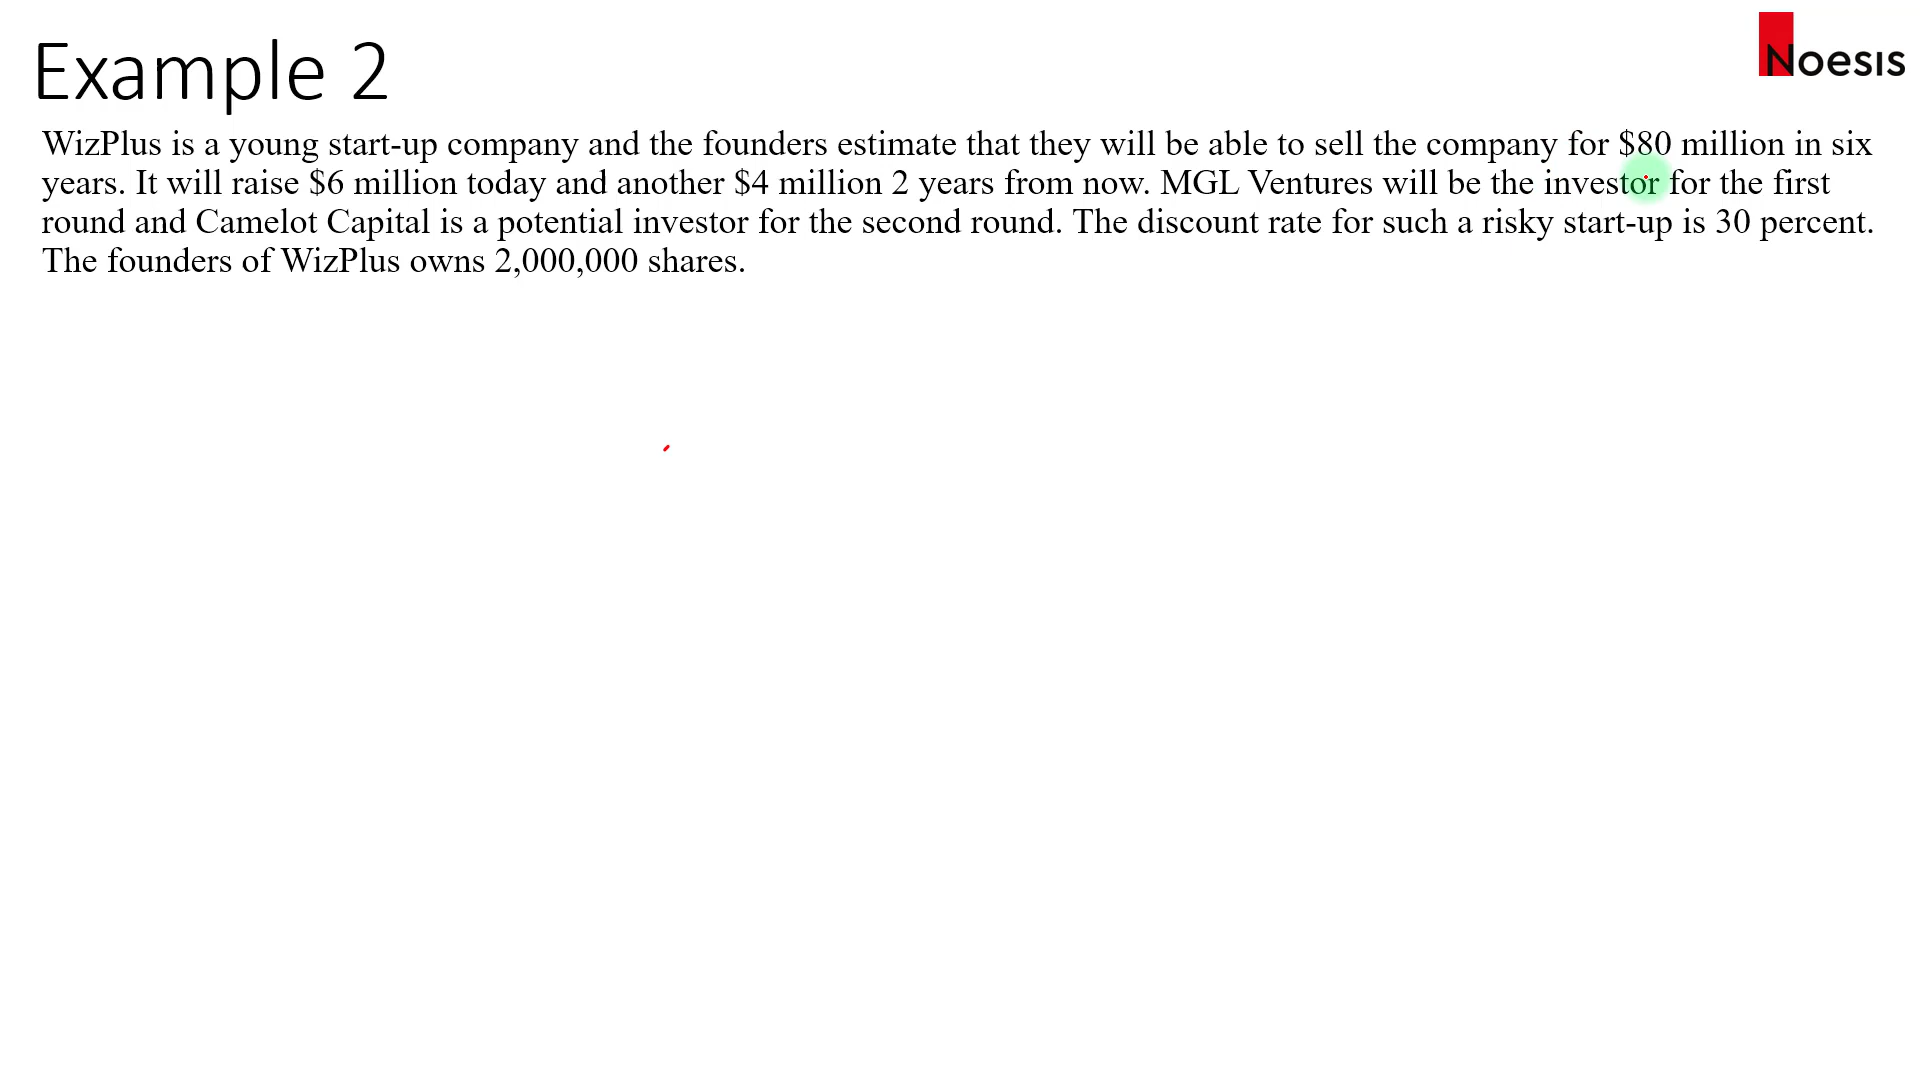 Example 2
Noesis
WizPlus is a young start-up company and the founders estimate that they will be able to sell the company for $80 million in six
years. It will raise $6 million today and another $4 million 2 years from now. MGL Ventures will be the investor for the first
round and Camelot Capital is a potential investor for the second round. The discount rate for such a risky start-up is 30 percent.
The founders of WizPlus owns 2,000,000 shares.